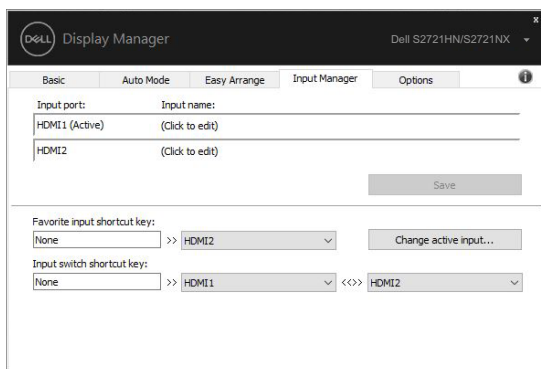 DELL Display Manager
Dell S2721HN/S2721NX
x
Basic Auto Mode Easy Arrange Input Manager Options i
Input port: Input name:
HDMI1 (Active) (Click to edit)
HDMI2 (Click to edit)
Save
Favorite input shortcut key:
None >> HDMI2 Change active input...
Input switch shortcut key:
None >> HDMI1 <<>> HDMI2